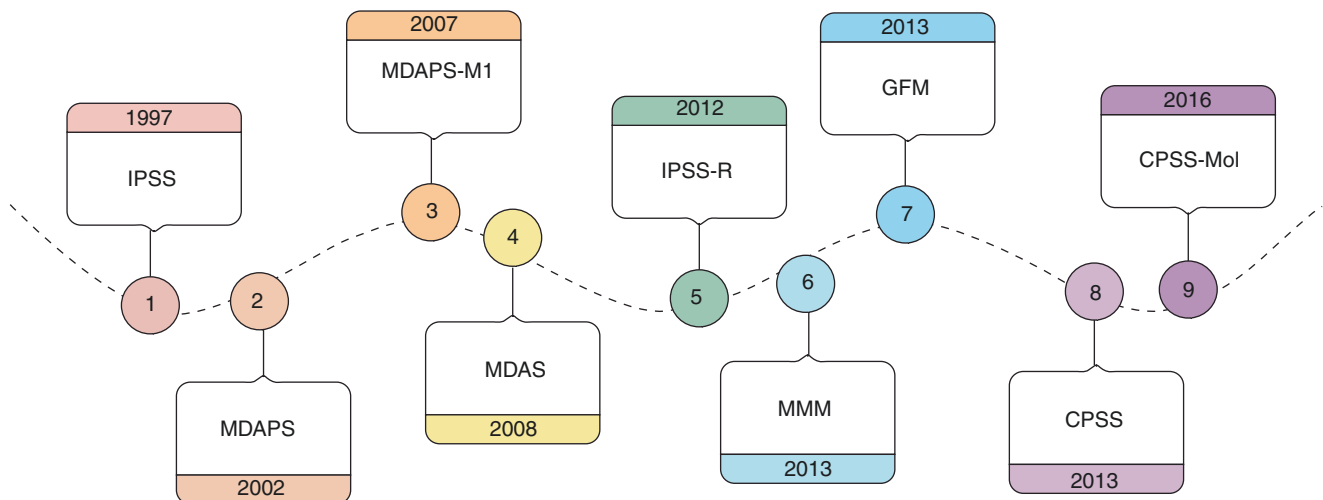 1997
IPSS
1
2
MDAPS
2002
2007
MDAPS-M1
3
4
MDAS
2008
2012
IPSS-R
5
6
MMM
2013
2013
GFM
7
8
CPSS
2013
2016
CPSS-Mol
9